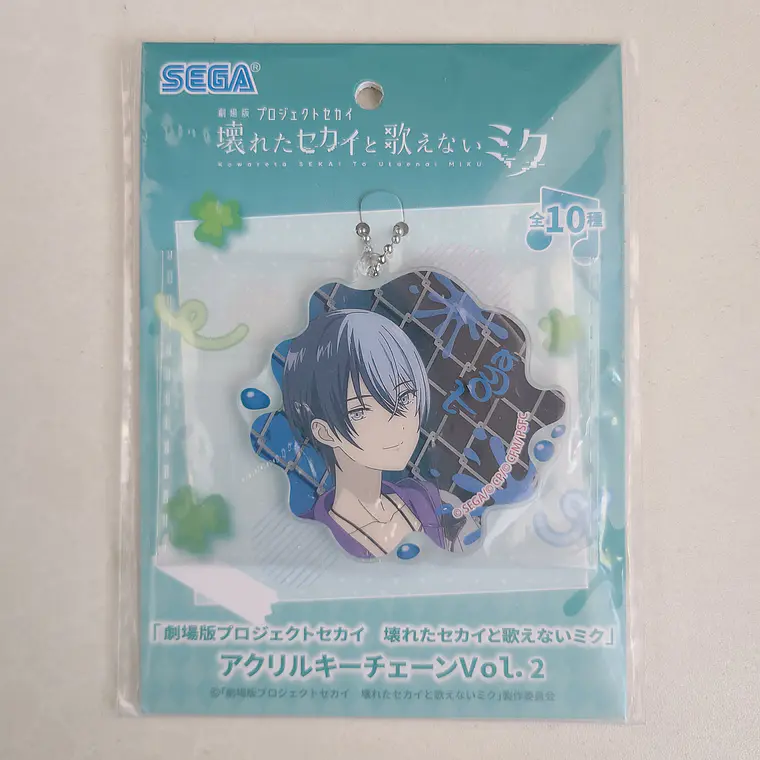 SEGA®
劇場版 プロジェクトセカイ
壊れたセカイと歌えないミク
Kowareta SEKAI To Utaenai MIKU
全10種
Toya
©SEGA/©CP/©CFM/PSFC
「劇場版プロジェクトセカイ 壊れたセカイと歌えないミク」
アクリルキーチェーンVol.2
©「劇場版プロジェクトセカイ 壊れたセカイと歌えないミク」製作委員会